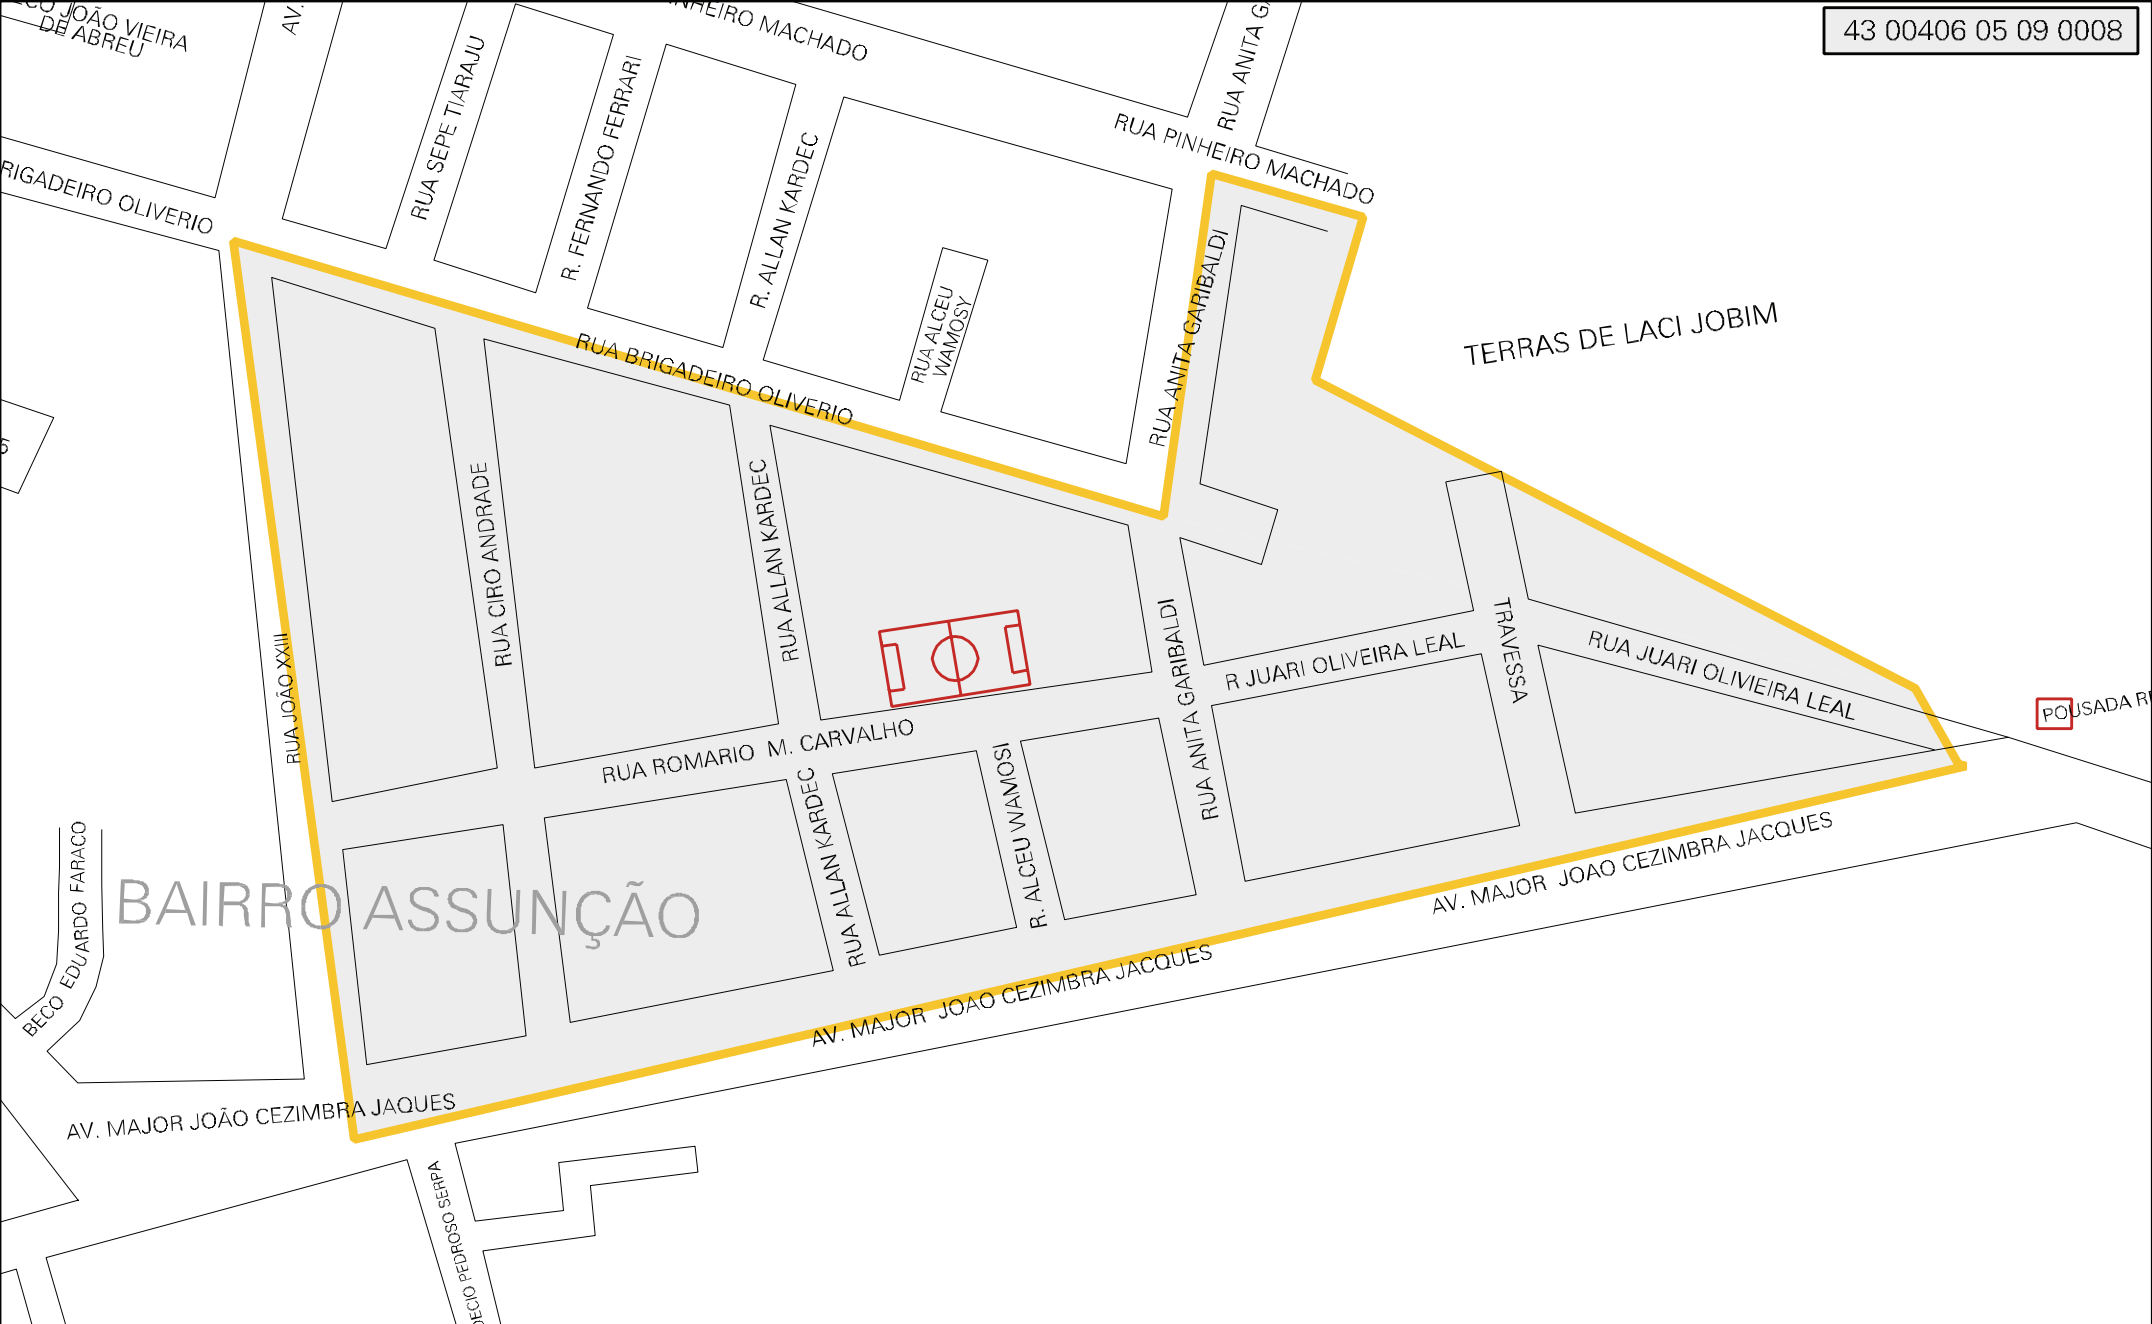 JOÃO VIEIRA
DE ABREU
AV.
RUA SEPE TIARAJU
R. FERNANDO FERRARI
MACHADO
R. ALLAN KARDEC
RUA ANITA
RUA PINHEIRO MACHADO
43 00406 05 09 0008
OLIVERIO
RUA BRIGADEIRO OLIVERIO
RUA ALCEU
WAMOSY
RUA ANITA GARIBALDI
TERRAS DE LACI JOBIM
5
RUA JOÃO XXIII
RUA CIRO ANDRADE
RUA ALLAN KARDEC
RUA ANITA GARIBALDI
R JUARI OLIVEIRA LEAL
TRAVESSA
RUA JUARI OLIVIEIRA LEAL
POUSADA
RUA ROMARIO M. CARVALHO
RUA ALLAN KARDEC
R. ALCEU WAMOSI
BECO EDUARDO FARACO
BAIRRO ASSUNÇÃO
AV. MAJOR JOAO CEZIMBRA JACQUES
AV. MAJOR JOAO CEZIMBRA JACQUES
AV. MAJOR JOÃO CEZIMBRA JAQUES
PEDROSO SERPA